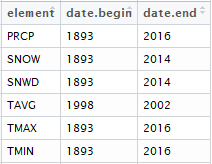 element date.begin date.end
PRCP 1893 2016
SNOW 1893 2014
SNWD 1893 2014
TAVG 1998 2002
TMAX 1893 2016
TMIN 1893 2016